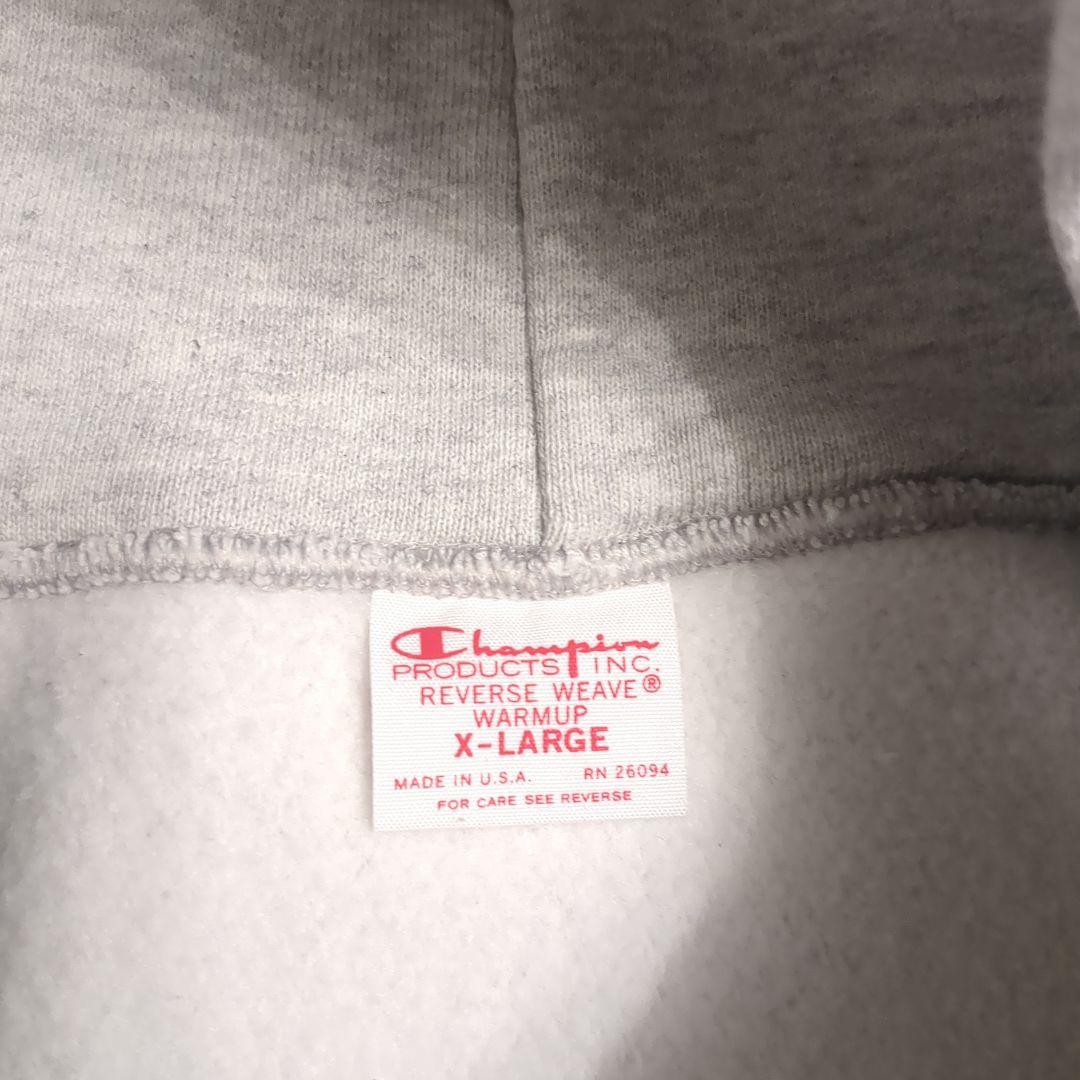 Champion
PRODUCTS INC.
REVERSE WEAVE®
WARMUP
X-LARGE
MADE IN U.S.A. RN 26094
FOR CARE SEE REVERSE